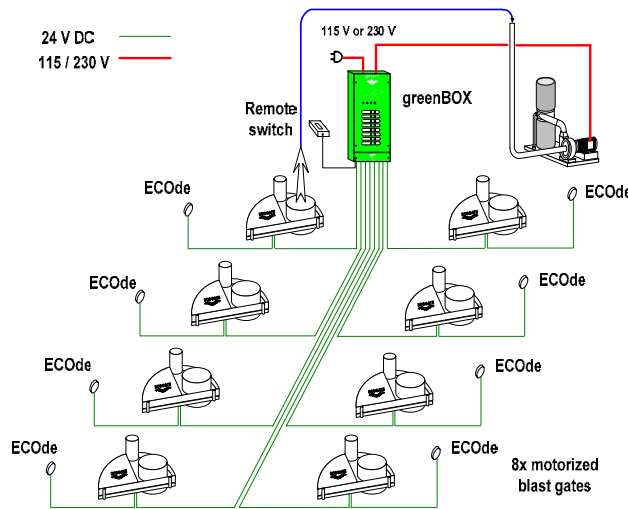 24 V DC
115 / 230 V
115 V or 230 V
greenBOX
Remote
switch
ECOde
ECOde
ECOde
ECOde
ECOde
ECOde
ECOde
ECOde
8x motorized
blast gates